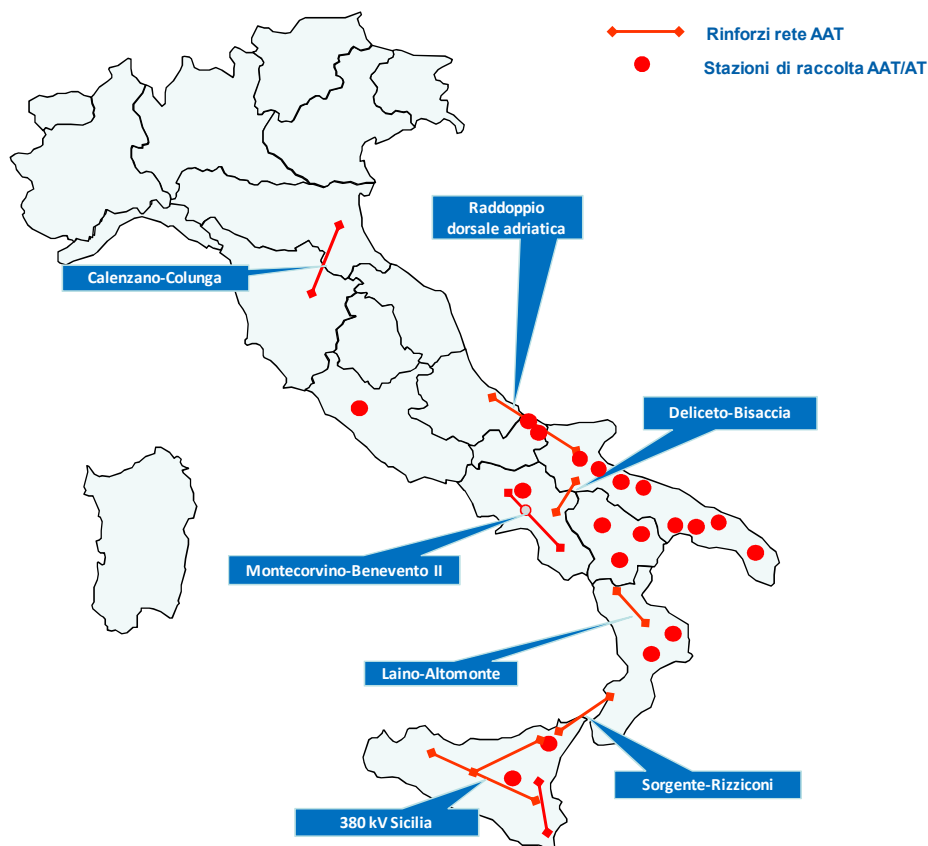 Rinforzi rete AAT
Stazioni di raccolta AAT/AT
Raddoppio
dorsale adriatica
Calenzano-Colunga
Deliceto-Bisaccia
Montecorvino-Benevento II
Laino-Altomonte
Sorgente-Rizziconi
380 kV Sicilia